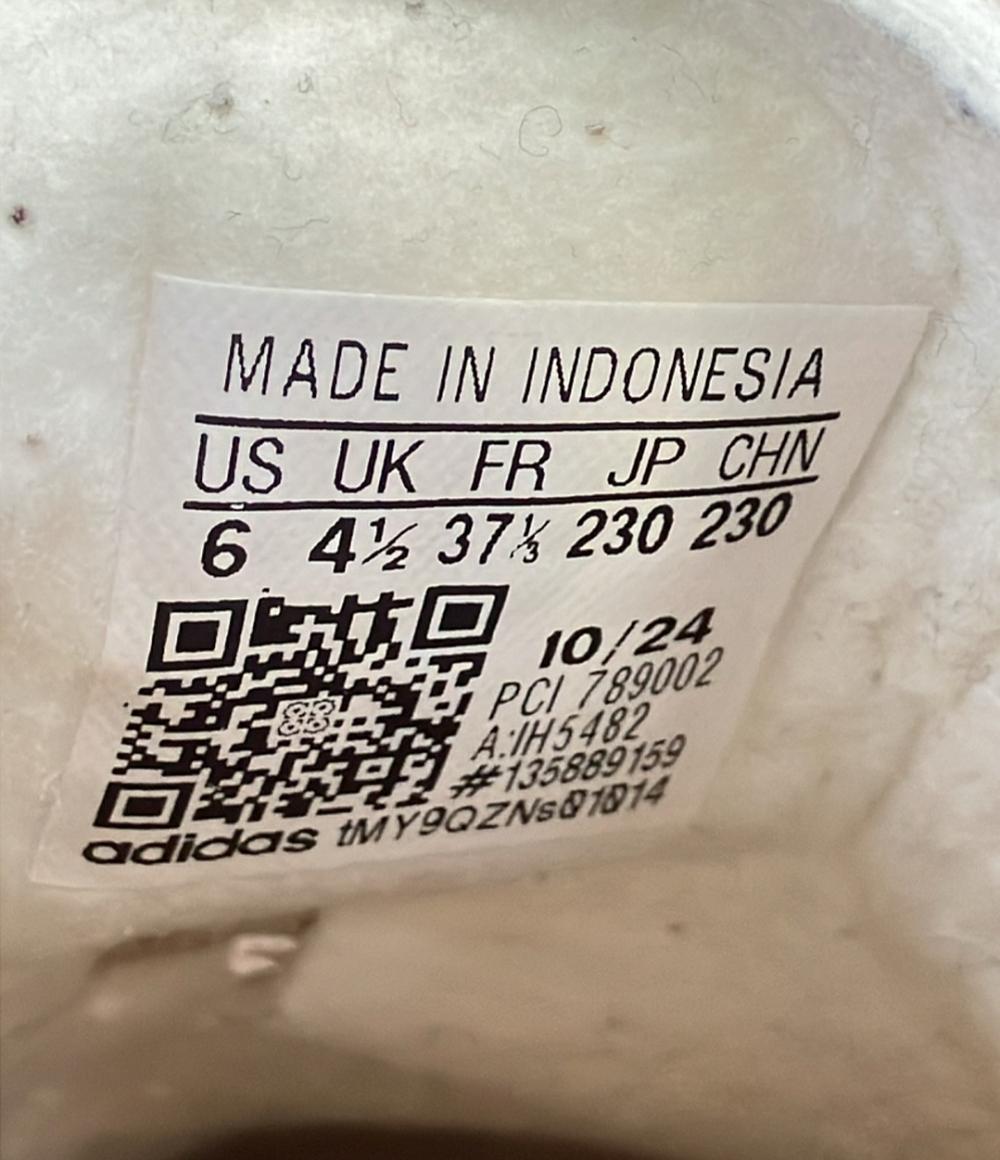 MADE IN INDONESIA
US UK FR JP CHN
6 4½ 37⅓ 230 230
10/24
PCI 789002
A:IH5482
#135889159
adidas tMY9QZNs01014